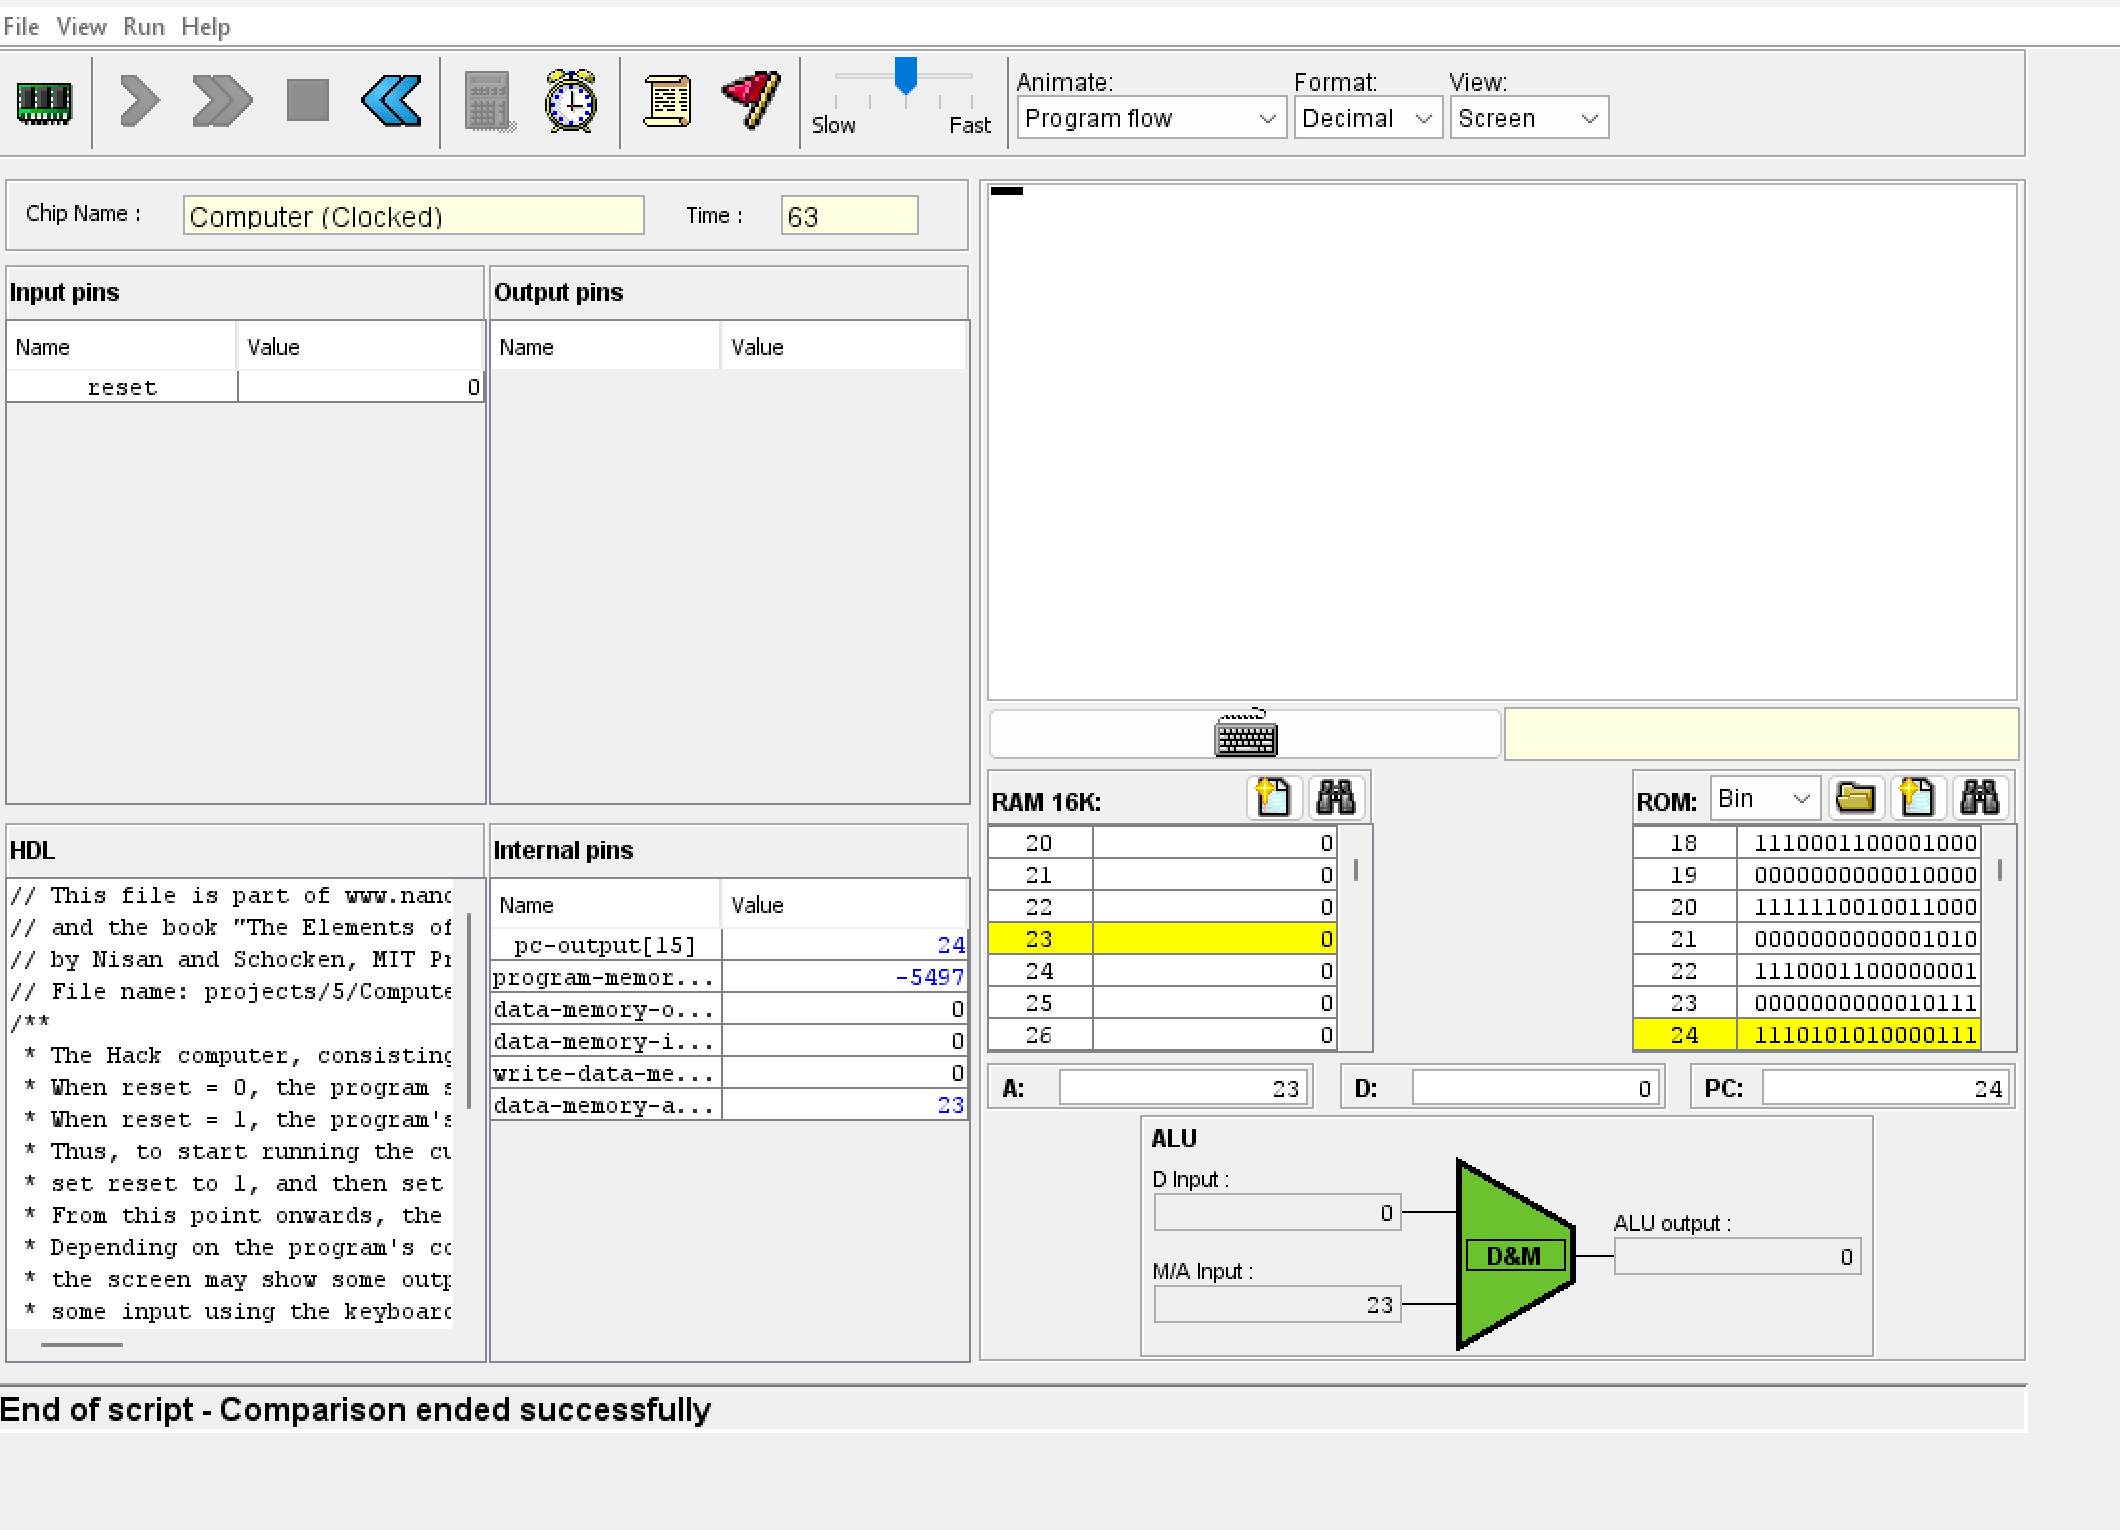 File View Run Help
Slow
Fast
Animate:
Program flow
Format:
Decimal
View:
Screen
Chip Name :
Computer (Clocked)
Time :
63
Input pins
Name Value
reset 0
Output pins
Name Value
HDL
// This file is part of www.nanc
// and the book "The Elements of
// by Nisan and Schocken, MIT Pr
// File name: projects/5/Compute
/**
* The Hack computer, consisting
* When reset = 0, the program s
* When reset = 1, the program's
* Thus, to start running the cu
* set reset to 1, and then set
* From this point onwards, the
* Depending on the program's co
* the screen may show some outp
* some input using the keyboard
Internal pins
Name Value
pc-output[15] 24
program-memor... -5497
data-memory-o... 0
data-memory-i... 0
write-data-me... 0
data-memory-a... 23
RAM 16K:
20 0
21 0
22 0
23 0
24 0
25 0
26 0
ROM: Bin
18 1110001100001000
19 0000000000010000
20 1111110010011000
21 0000000000001010
22 1110001100000001
23 0000000000010111
24 1110101010000111
A: 23
D: 0
PC: 24
ALU
D Input :
0
M/A Input :
23
D&M
ALU output :
0
End of script - Comparison ended successfully